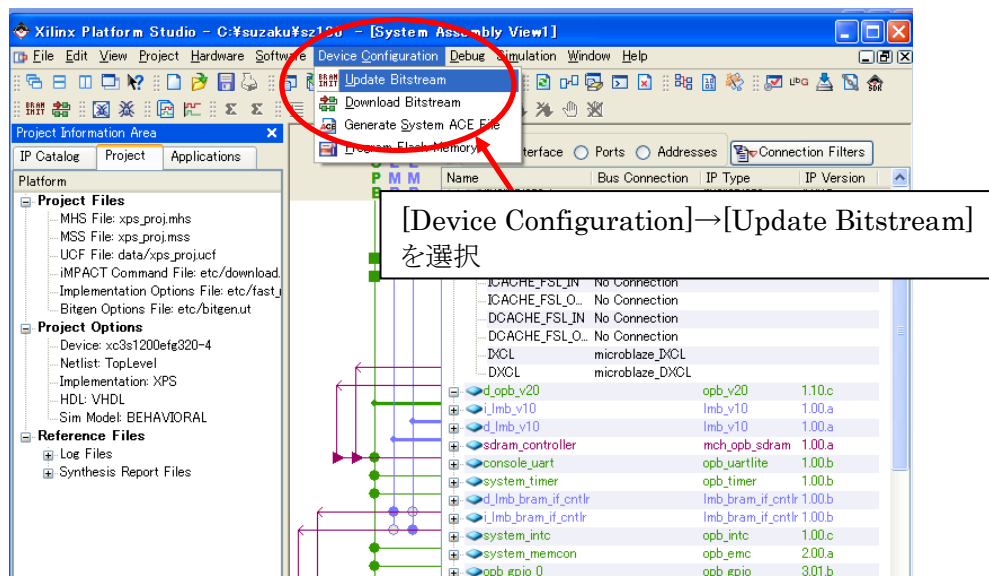 Xilinx Platform Studio - C:¥suzaku¥sz130 - [System Assembly View1]
File Edit View Project Hardware Software Device Configuration Debug Simulation Window Help
Update Bitstream
Download Bitstream
Generate System ACE File
Program Flash Memory
Project Information Area
IP Catalog Project Applications
Platform
Project Files
MHS File: xps_proj.mhs
MSS File: xps_proj.mss
UCF File: data/xps_proj.ucf
iMPACT Command File: etc/download.
Implementation Options File: etc/fast_
Bitgen Options File: etc/bitgen.ut
Project Options
Device: xc3s1200efg320-4
Netlist: TopLevel
Implementation: XPS
HDL: VHDL
Sim Model: BEHAVIORAL
Reference Files
Log Files
Synthesis Report Files
terface Ports Addresses Connection Filters
P M M
Name Bus Connection IP Type IP Version
[Device Configuration]→[Update Bitstream]
を選択
ICACHE_FSL_IN No Connection
ICACHE_FSL_O... No Connection
DCACHE_FSL_IN No Connection
DCACHE_FSL_O... No Connection
IXCL microblaze_IXCL
DXCL microblaze_DXCL
d_opb_v20 opb_v20 1.10.c
i_lmb_v10 lmb_v10 1.00.a
d_lmb_v10 lmb_v10 1.00.a
sdram_controller mch_opb_sdram 1.00.a
console_uart opb_uartlite 1.00.b
system_timer opb_timer 1.00.b
d_lmb_bram_if_cntlr lmb_bram_if_cntlr 1.00.b
i_lmb_bram_if_cntlr lmb_bram_if_cntlr 1.00.b
system_intc opb_intc 1.00.c
system_memcon opb_emc 2.00.a
opb_gpio_0 opb_gpio 3.01.b